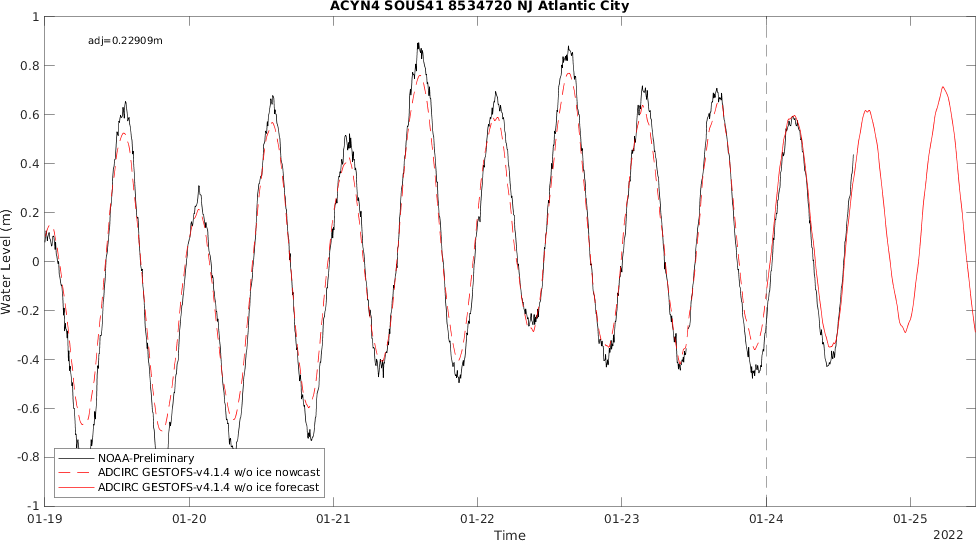 ACYN4 SOUS41 8534720 NJ Atlantic City
adj=0.22909m
1
0.8
0.6
0.4
0.2
0
-0.2
-0.4
-0.6
-0.8
-1
Water Level (m)
NOAA-Preliminary
ADCIRC GESTOFS-v4.1.4 w/o ice nowcast
ADCIRC GESTOFS-v4.1.4 w/o ice forecast
01-19 01-20 01-21 01-22 01-23 01-24 01-25
Time
2022